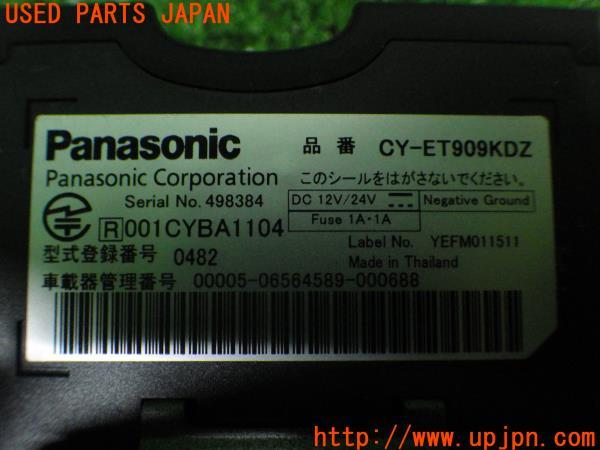 USED PARTS JAPAN
Panasonic 品番 CY-ET909KDZ
Panasonic Corporation このシールをはがさないでください。
Serial No. 498384 DC 12V/24V Negative Ground
Fuse 1A・1A
R 001CYBA1104
Label No. YEFM011511
型式登録番号 0482 Made in Thailand
車載器管理番号 00005-06564589-000688
UPJ
www.upjpn.com